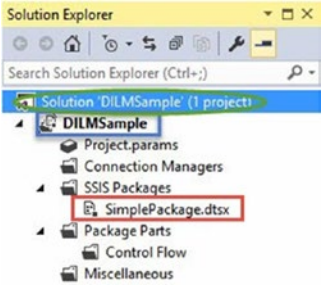 Solution Explorer
Search Solution Explorer (Ctrl+;)
Solution 'DILMSample' (1 project)
DILMSample
Project.params
Connection Managers
SSIS Packages
SimplePackage.dtsx
Package Parts
Control Flow
Miscellaneous